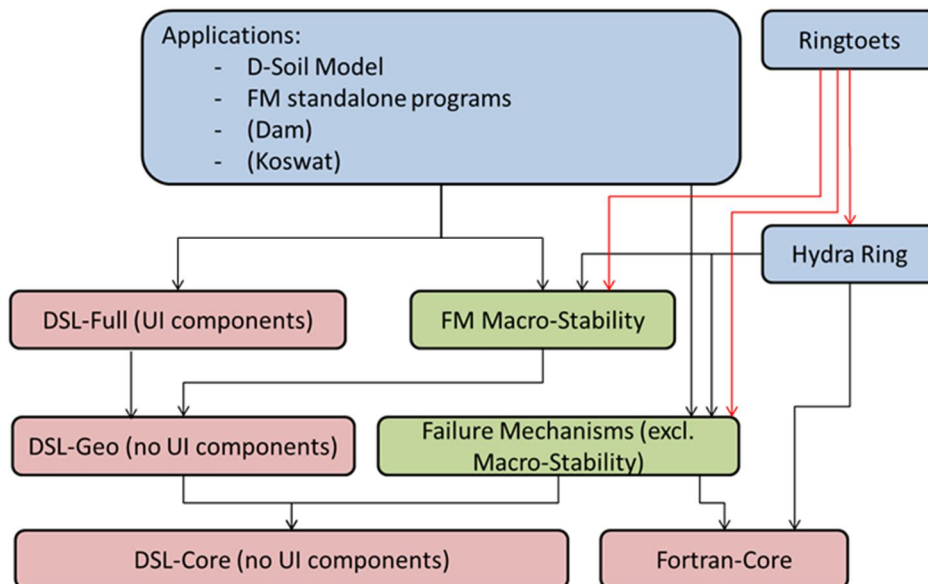 Applications:
- D-Soil Model
- FM standalone programs
- (Dam)
- (Koswat)
Ringtoets
Hydra Ring
DSL-Full (UI components)
FM Macro-Stability
DSL-Geo (no UI components)
Failure Mechanisms (excl.
Macro-Stability)
DSL-Core (no UI components)
Fortran-Core